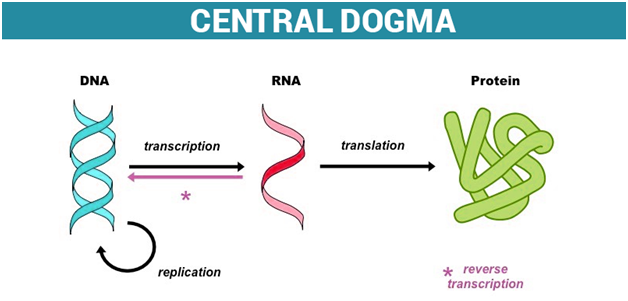 CENTRAL DOGMA
DNA
RNA
Protein
transcription
translation
*
replication
* reverse
transcription